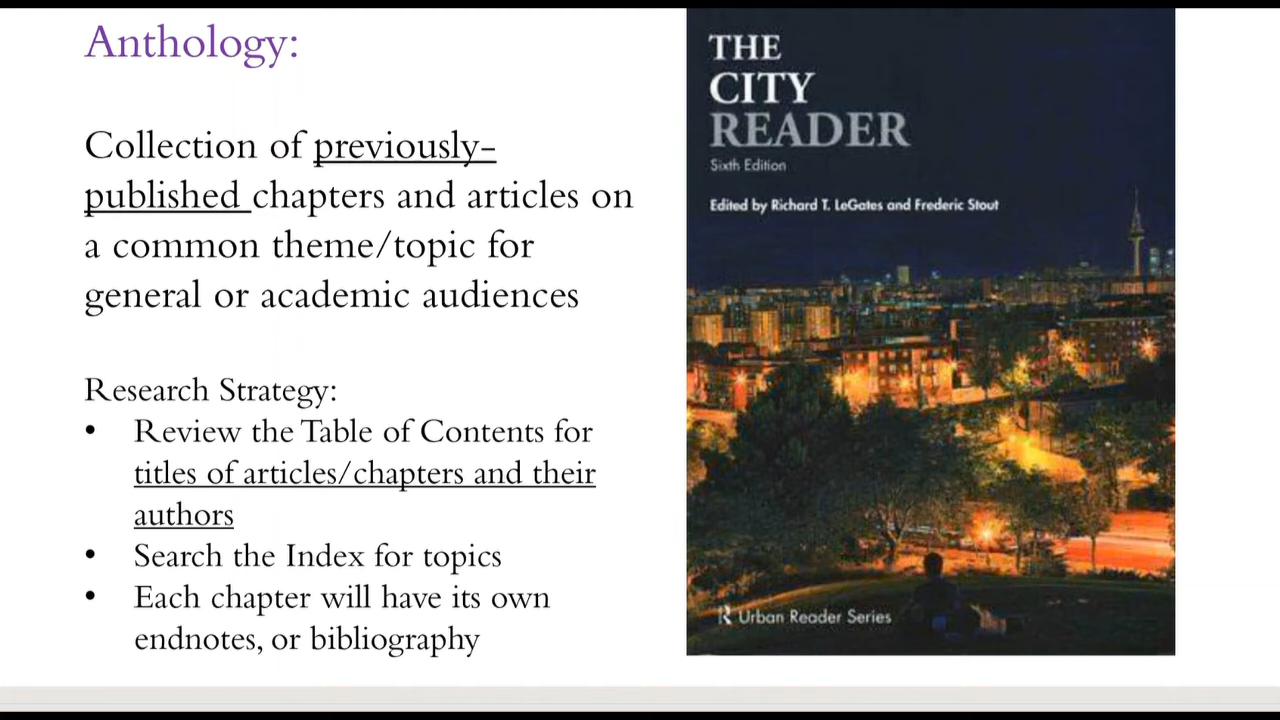 Anthology:
Collection of previously-
published chapters and articles on
a common theme/topic for
general or academic audiences
Research Strategy:
• Review the Table of Contents for
titles of articles/chapters and their
authors
• Search the Index for topics
• Each chapter will have its own
endnotes, or bibliography
THE
CITY
READER
Sixth Edition
Edited by Richard T. LeGates and Frederic Stout
Urban Reader Series